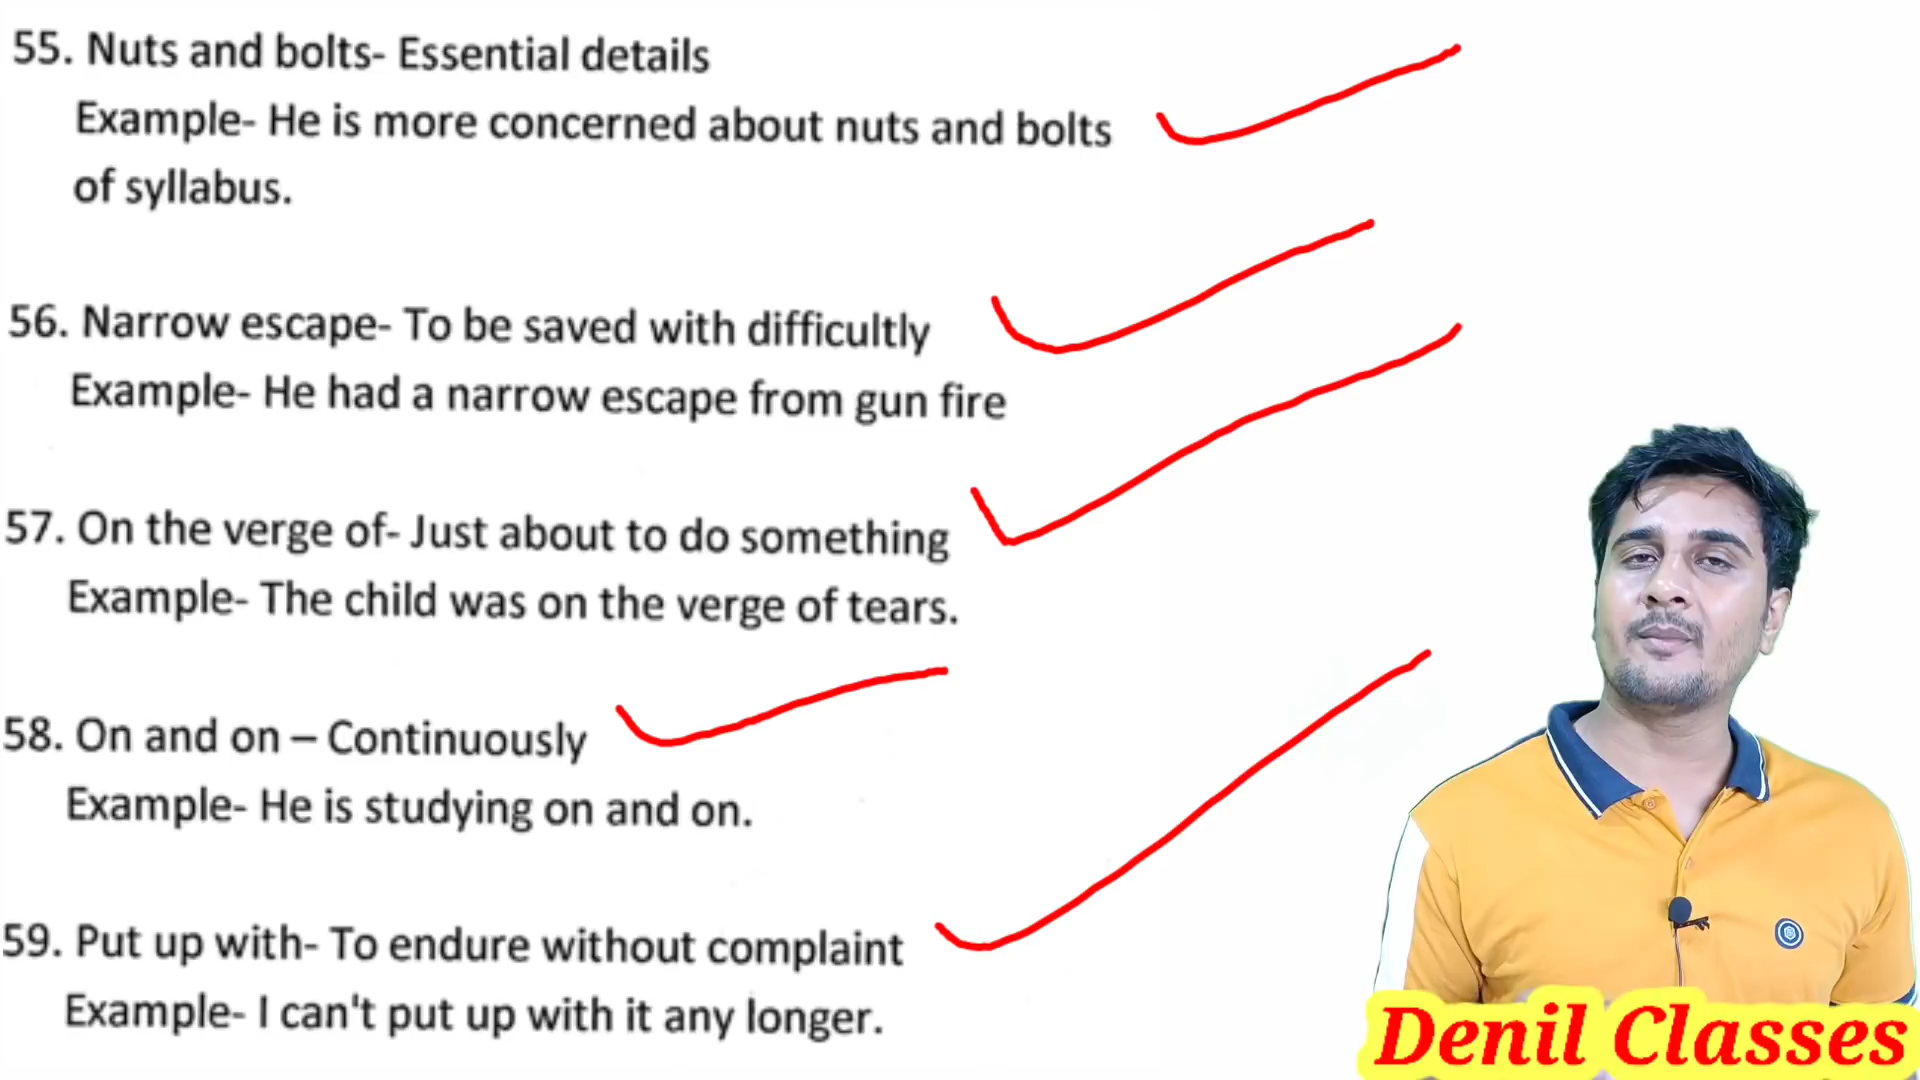 55. Nuts and bolts- Essential details
Example- He is more concerned about nuts and bolts
of syllabus.
56. Narrow escape- To be saved with difficultly
Example- He had a narrow escape from gun fire
57. On the verge of- Just about to do something
Example- The child was on the verge of tears.
58. On and on – Continuously
Example- He is studying on and on.
59. Put up with- To endure without complaint
Example- I can't put up with it any longer.
Denil Classes